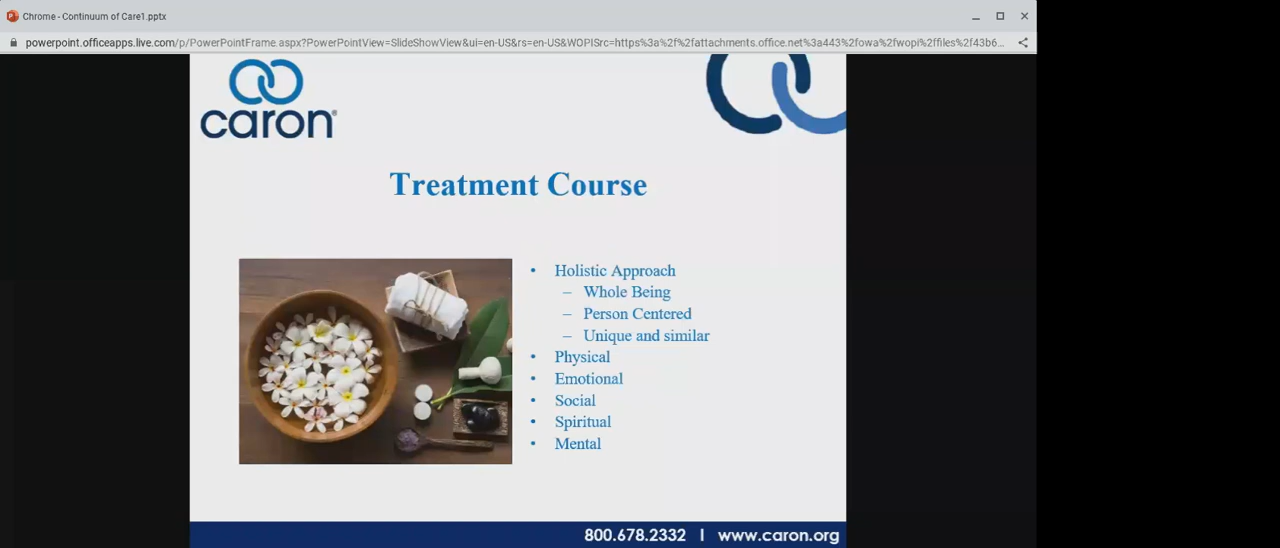 Chrome - Continuum of Care1.pptx
powerpoint.officeapps.live.com/p/PowerPointFrame.aspx?PowerPointView=SlideShowView&ui=en-US&rs=en-US&WOPISrc=https%3a%2f%2fattachments.office.net%3a443%2fowa%2fwopi%2ffiles%2f43b6...
caron®
Treatment Course
• Holistic Approach
– Whole Being
– Person Centered
– Unique and similar
• Physical
• Emotional
• Social
• Spiritual
• Mental
800.678.2332 | www.caron.org